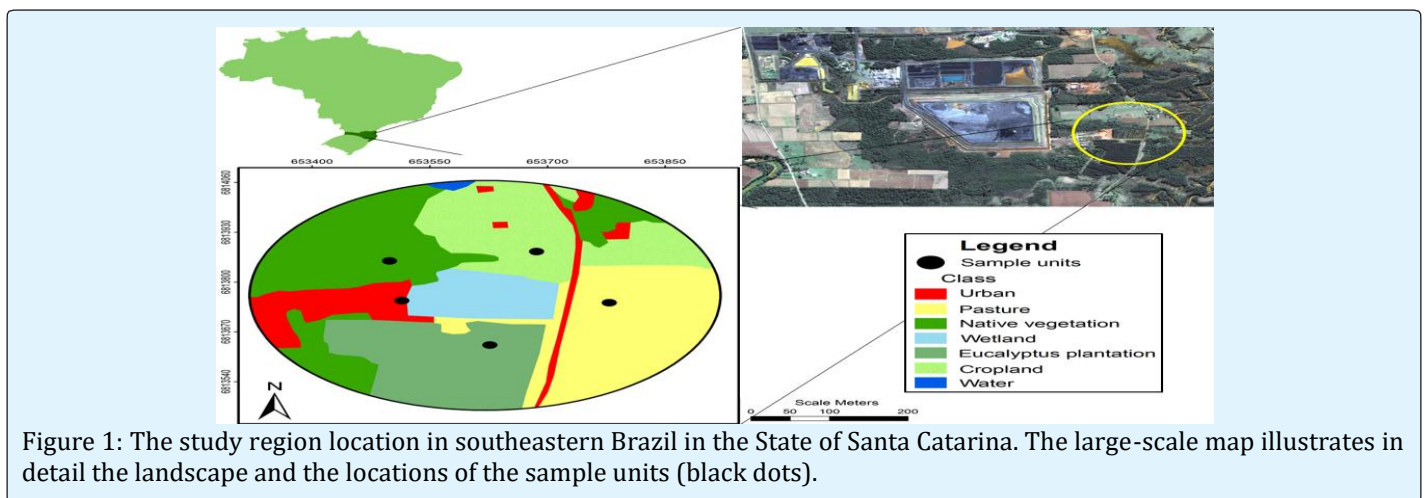 653400 653550 653700 653850
6814060
6813930
6813800
6813670
6813540
N
Legend
Sample units
Class
Urban
Pasture
Native vegetation
Wetland
Eucalyptus plantation
Cropland
Water
Scale Meters
0 50 100 200
Figure 1: The study region location in southeastern Brazil in the State of Santa Catarina. The large-scale map illustrates in
detail the landscape and the locations of the sample units (black dots).